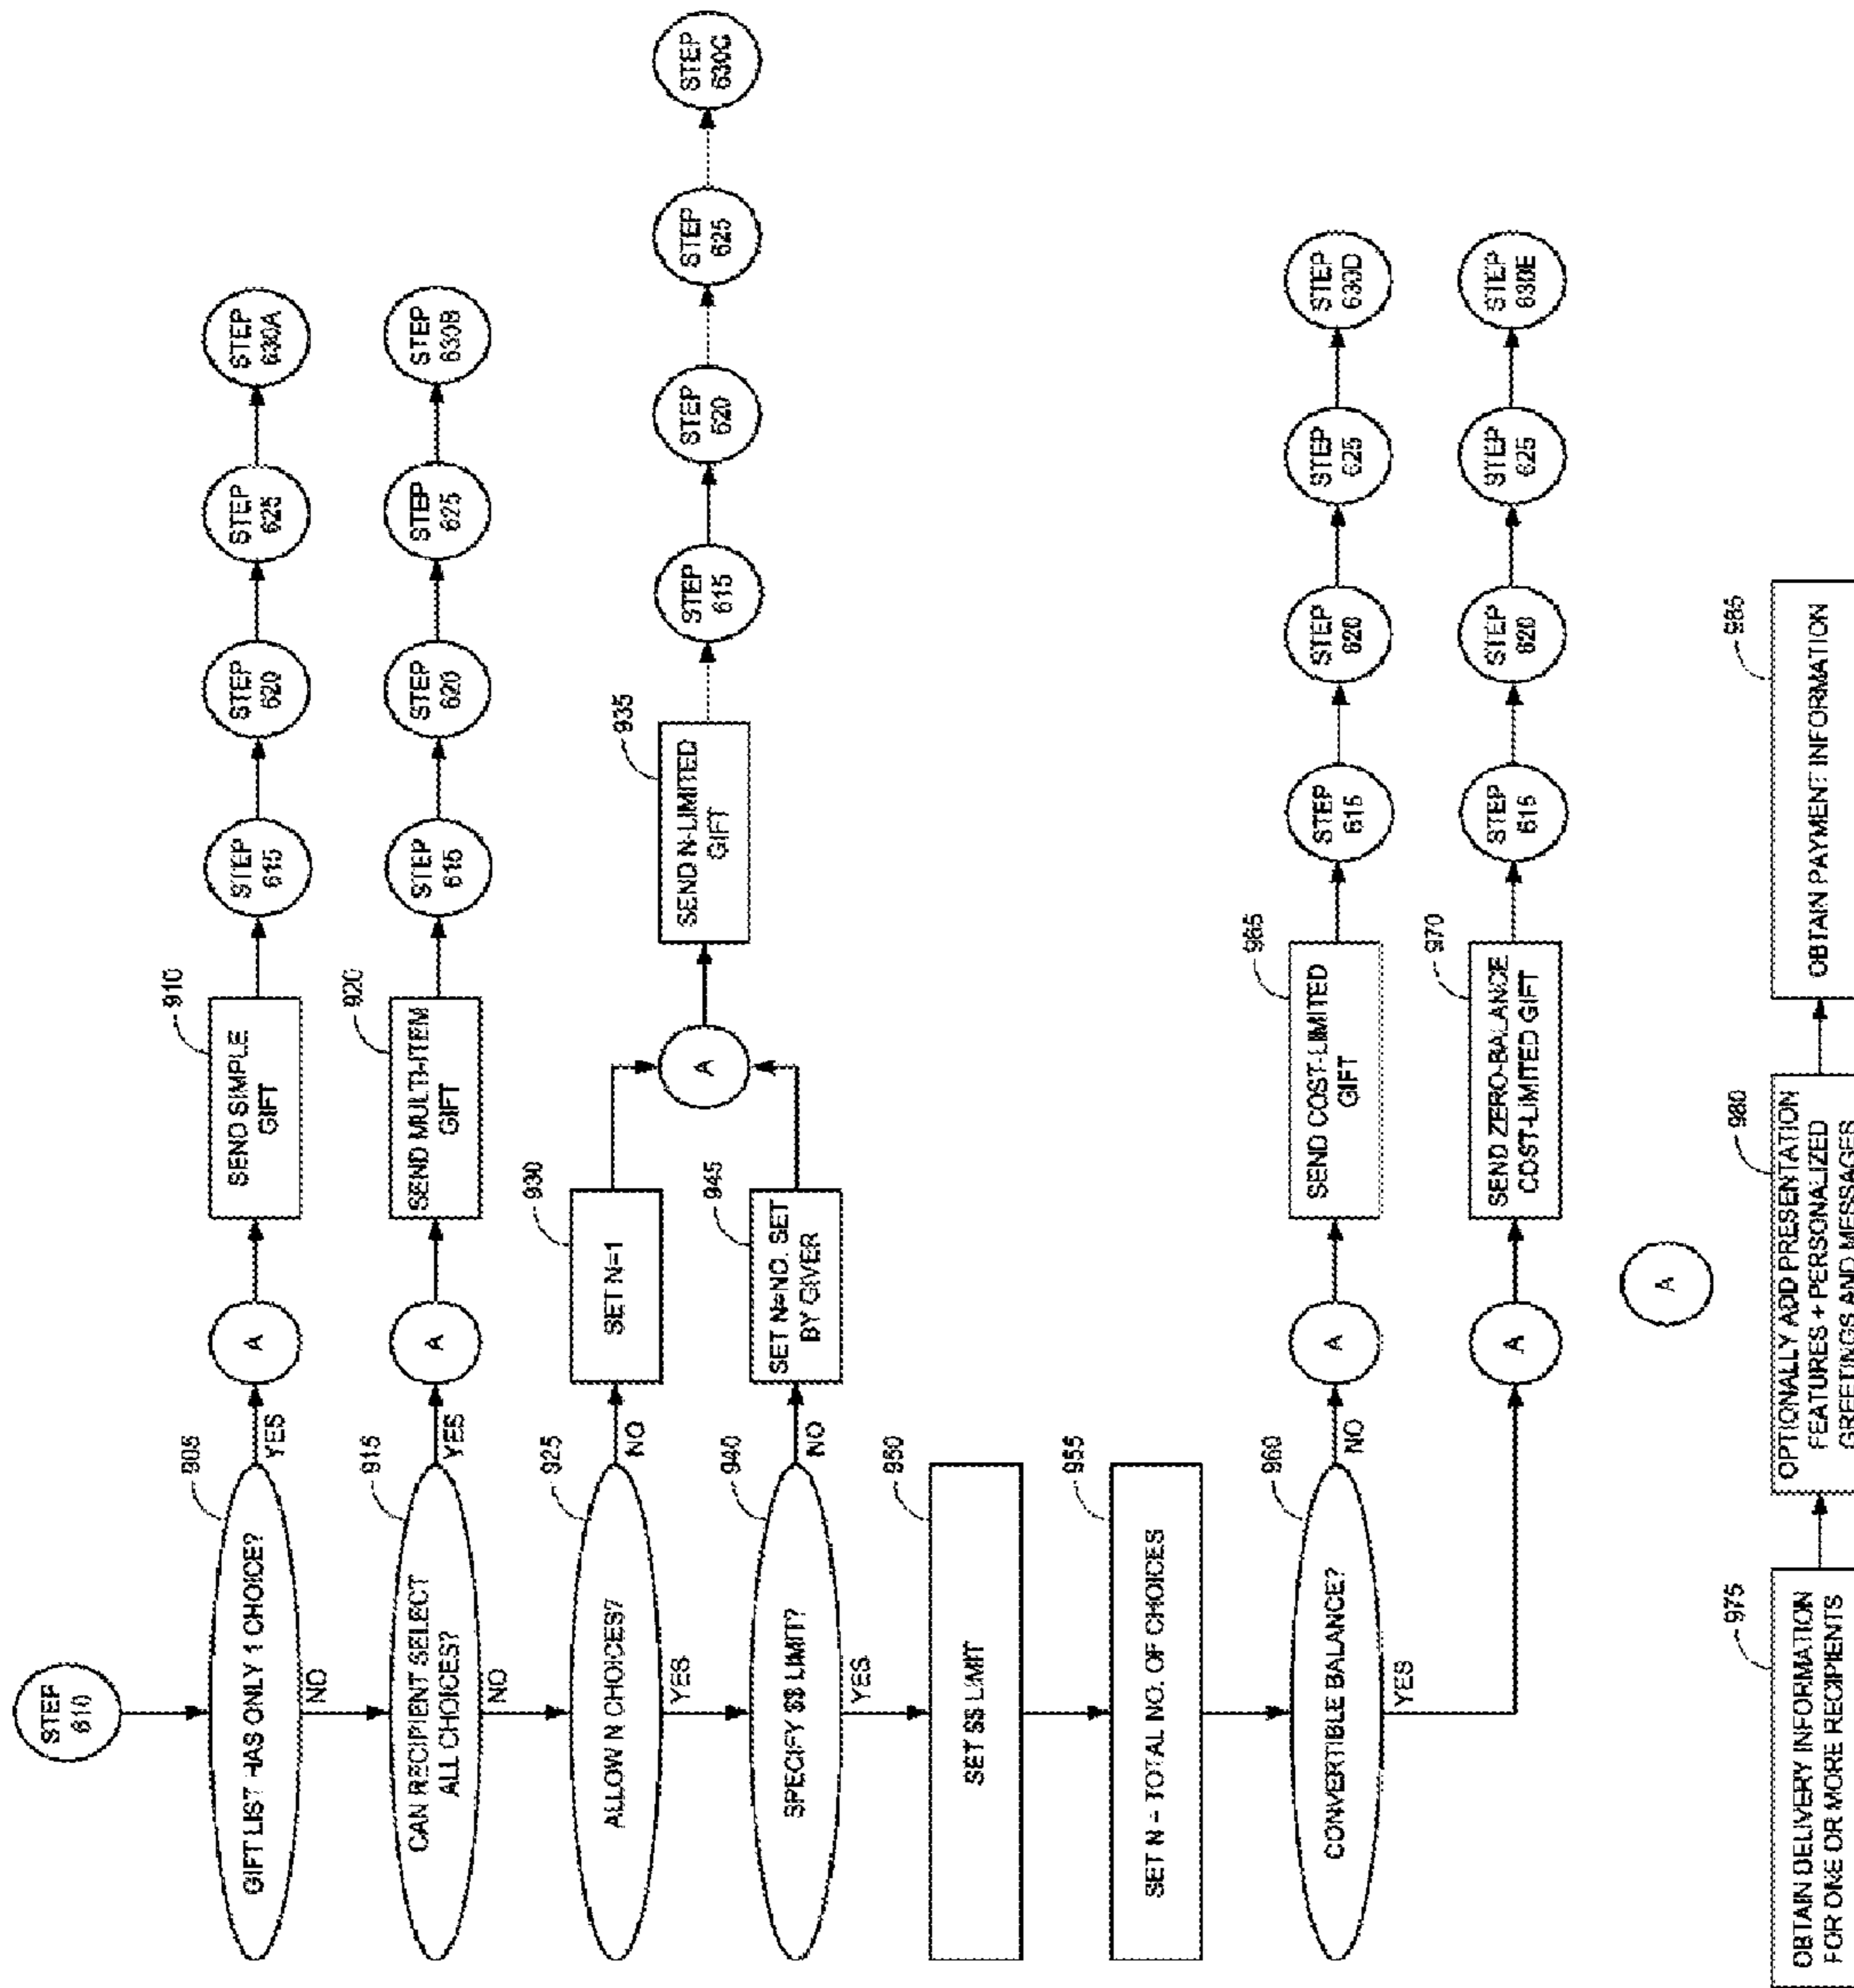 STEP
610
905
GIFT LIST HAS ONLY 1 CHOICE?
YES
NO
A
910
SEND SIMPLE
GIFT
STEP
615
STEP
620
STEP
625
STEP
630A
915
CAN RECIPIENT SELECT
ALL CHOICES?
YES
NO
A
920
SEND MULTI-ITEM
GIFT
STEP
615
STEP
620
STEP
625
STEP
630B
925
ALLOW N CHOICES?
NO
YES
930
SET N=1
A
935
SEND N-LIMITED
GIFT
STEP
615
STEP
620
STEP
625
STEP
630C
940
SPECIFY $$ LIMIT?
NO
YES
945
SET N=NO. SET
BY GIVER
950
SET $$ LIMIT
955
SET N = TOTAL NO. OF CHOICES
960
CONVERTIBLE BALANCE?
NO
YES
A
965
SEND COST-LIMITED
GIFT
STEP
615
STEP
620
STEP
625
STEP
630D
A
970
SEND ZERO-BALANCE
COST-LIMITED GIFT
STEP
615
STEP
620
STEP
625
STEP
630E
A
975
OBTAIN DELIVERY INFORMATION
FOR ONE OR MORE RECIPIENTS
980
OPTIONALLY ADD PRESENTATION
FEATURES + PERSONALIZED
GREETINGS AND MESSAGES
985
OBTAIN PAYMENT INFORMATION